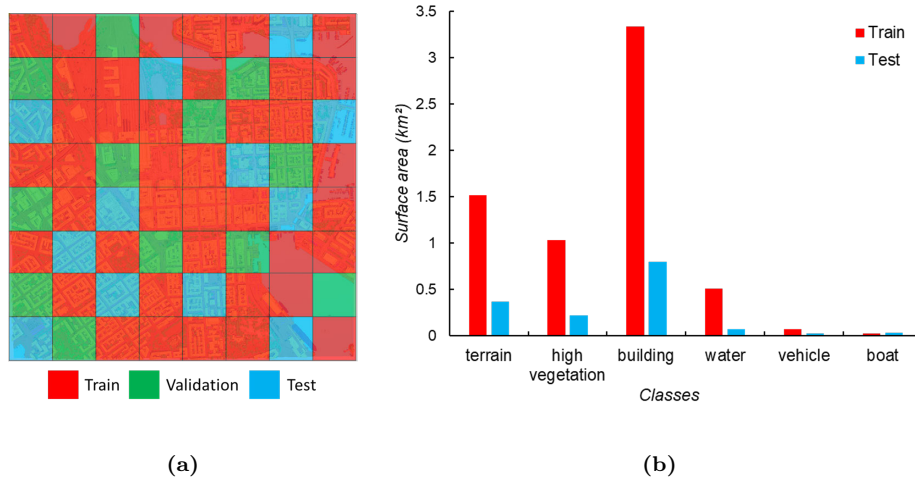 Train Validation Test
(a)
3.5
3
2.5
2
1.5
1
0.5
0
Surface area (km²)
Train
Test
terrain high vegetation building water vehicle boat
Classes
(b)